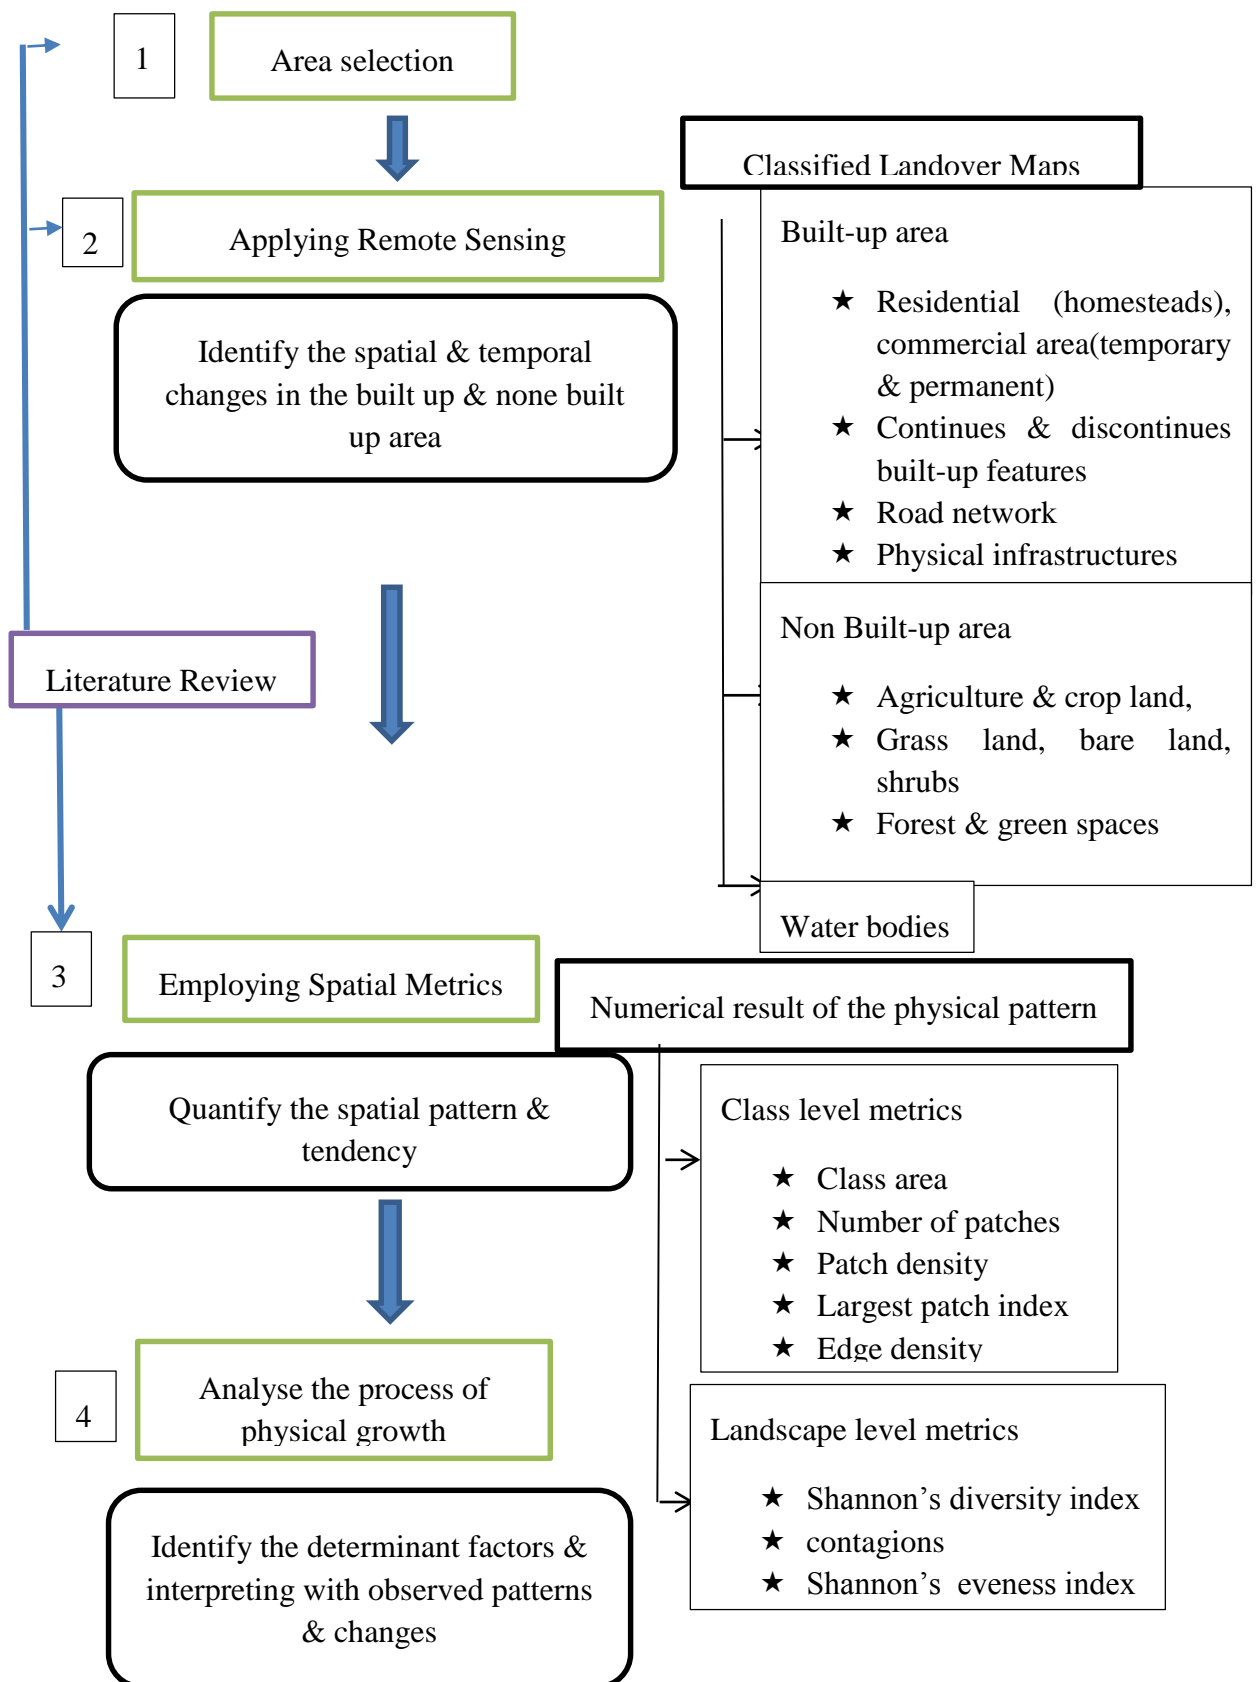 1
Area selection
Classified Landover Maps
2
Applying Remote Sensing
Identify the spatial & temporal
changes in the built up & none built
up area
Built-up area
★ Residential (homesteads),
commercial area(temporary
& permanent)
★ Continues & discontinues
built-up features
★ Road network
★ Physical infrastructures
Non Built-up area
★ Agriculture & crop land,
★ Grass land, bare land,
shrubs
★ Forest & green spaces
Water bodies
Literature Review
3
Employing Spatial Metrics
Numerical result of the physical pattern
Quantify the spatial pattern &
tendency
Class level metrics
★ Class area
★ Number of patches
★ Patch density
★ Largest patch index
★ Edge density
4
Analyse the process of
physical growth
Landscape level metrics
★ Shannon’s diversity index
★ contagions
★ Shannon’s eveness index
Identify the determinant factors &
interpreting with observed patterns
& changes